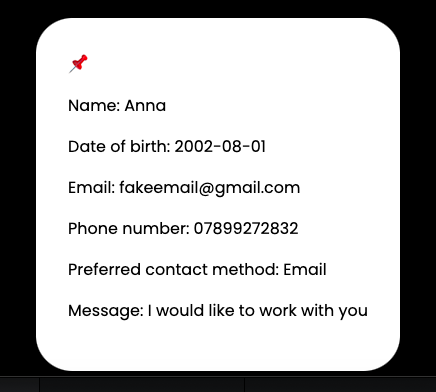 Name: Anna
Date of birth: 2002-08-01
Email: fakeemail@gmail.com
Phone number: 07899272832
Preferred contact method: Email
Message: I would like to work with you